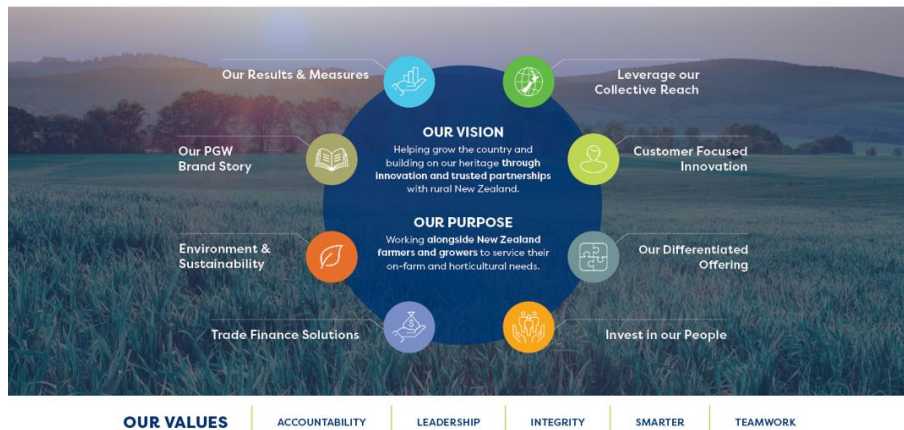 Our Results & Measures
Leverage our
Collective Reach
Our PGW
Brand Story
OUR VISION
Helping grow the country and
building on our heritage through
innovation and trusted partnerships
with rural New Zealand.
Customer Focused
Innovation
Environment &
Sustainability
OUR PURPOSE
Working alongside New Zealand
farmers and growers to service their
on-farm and horticultural needs.
Our Differentiated
Offering
Trade Finance Solutions
$
Invest in our People
OUR VALUES ACCOUNTABILITY LEADERSHIP INTEGRITY SMARTER TEAMWORK